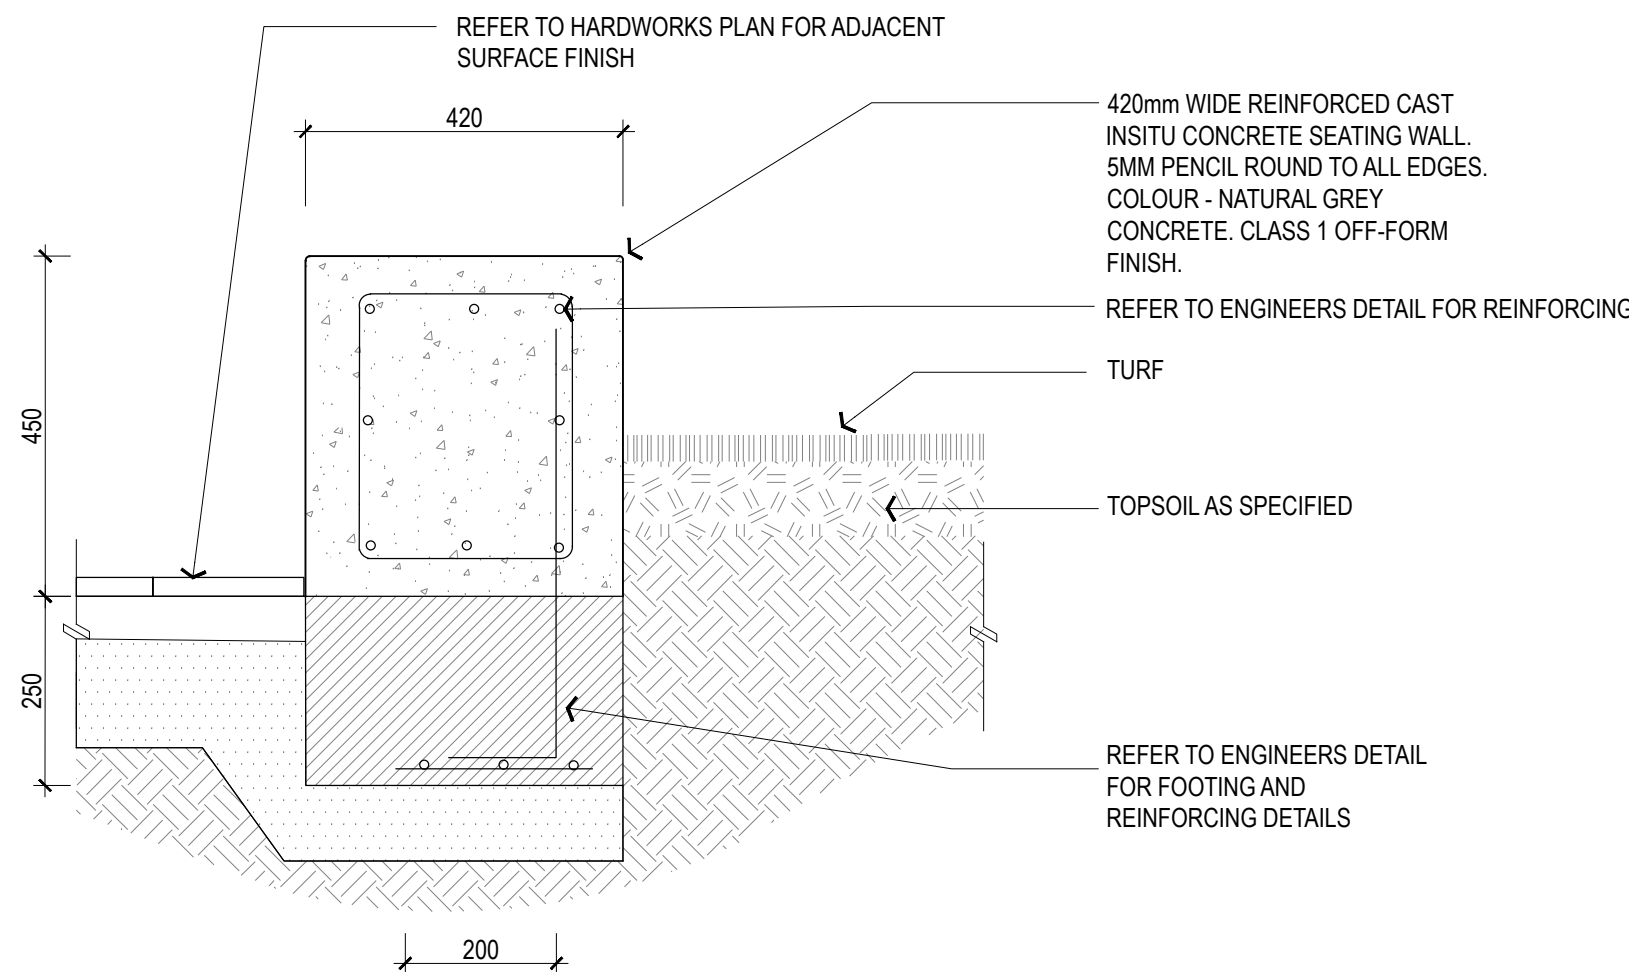 REFER TO HARDWORKS PLAN FOR ADJACENT
SURFACE FINISH
420
420mm WIDE REINFORCED CAST
INSITU CONCRETE SEATING WALL.
5MM PENCIL ROUND TO ALL EDGES.
COLOUR - NATURAL GREY
CONCRETE. CLASS 1 OFF-FORM
FINISH.
REFER TO ENGINEERS DETAIL FOR REINFORCING
TURF
450
TOPSOIL AS SPECIFIED
250
REFER TO ENGINEERS DETAIL
FOR FOOTING AND
REINFORCING DETAILS
200